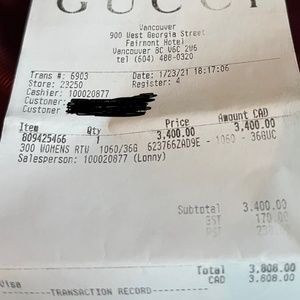 GUCCI
Vancouver
900 West Georgia Street
Fairmont Hotel
Vancouver BC V6C 2W6
tel (604) 488-0320
Trans #: 6903 Date: 1/23/21 18:17:06
Store: 23250 Register: 4
Cashier: 100020877
Customer:
Customer
Item Qty Price Amount CAD
809425466 1 3,400.00 3,400.00
300 WOMENS RTW 1060/36G 623766ZAD9E - 1060 - 36GUC
Salesperson: 100020877 (Lonny)
Subtotal 3,400.00
GST 170.00
PST
Total 3,808.00
Visa CAD 3,808.00
TRANSACTION RECORD